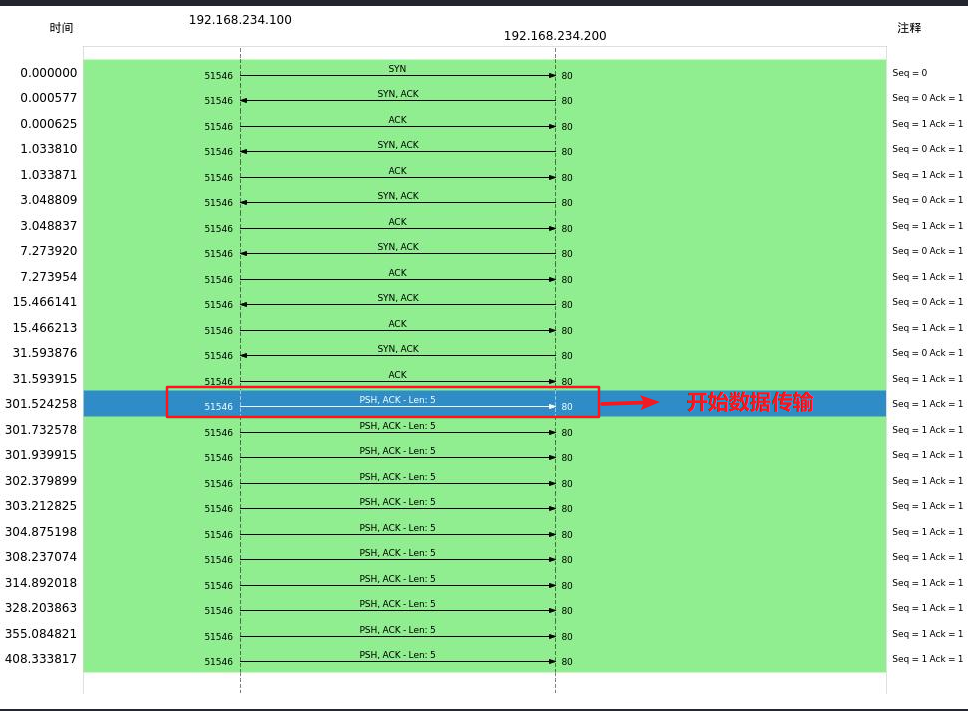 192.168.234.100
时间 注释
192.168.234.200
0.000000 51546 SYN 80 Seq = 0
0.000577 51546 SYN, ACK 80 Seq = 0 Ack = 1
0.000625 51546 ACK 80 Seq = 1 Ack = 1
1.033810 51546 SYN, ACK 80 Seq = 0 Ack = 1
1.033871 51546 ACK 80 Seq = 1 Ack = 1
3.048809 51546 SYN, ACK 80 Seq = 0 Ack = 1
3.048837 51546 ACK 80 Seq = 1 Ack = 1
7.273920 51546 SYN, ACK 80 Seq = 0 Ack = 1
7.273954 51546 ACK 80 Seq = 1 Ack = 1
15.466141 51546 SYN, ACK 80 Seq = 0 Ack = 1
15.466213 51546 ACK 80 Seq = 1 Ack = 1
31.593876 51546 SYN, ACK 80 Seq = 0 Ack = 1
31.593915 51546 ACK 80 Seq = 1 Ack = 1
301.524258 51546 PSH, ACK - Len: 5 80 开始数据传输 Seq = 1 Ack = 1
301.732578 51546 PSH, ACK - Len: 5 80 Seq = 1 Ack = 1
301.939915 51546 PSH, ACK - Len: 5 80 Seq = 1 Ack = 1
302.379899 51546 PSH, ACK - Len: 5 80 Seq = 1 Ack = 1
303.212825 51546 PSH, ACK - Len: 5 80 Seq = 1 Ack = 1
304.875198 51546 PSH, ACK - Len: 5 80 Seq = 1 Ack = 1
308.237074 51546 PSH, ACK - Len: 5 80 Seq = 1 Ack = 1
314.892018 51546 PSH, ACK - Len: 5 80 Seq = 1 Ack = 1
328.203863 51546 PSH, ACK - Len: 5 80 Seq = 1 Ack = 1
355.084821 51546 PSH, ACK - Len: 5 80 Seq = 1 Ack = 1
408.333817 51546 PSH, ACK - Len: 5 80 Seq = 1 Ack = 1